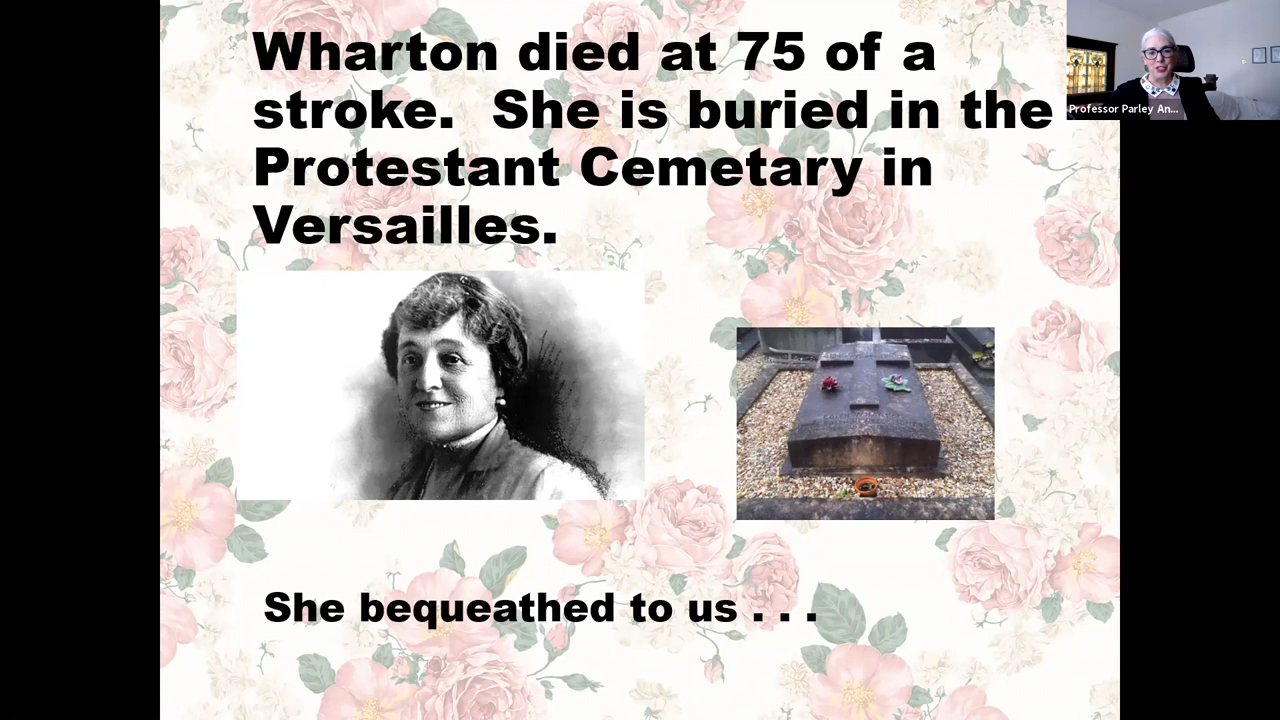 Wharton died at 75 of a
stroke.  She is buried in the
Protestant Cemetary in
Versailles.
Professor Parley An...
She bequeathed to us . . .